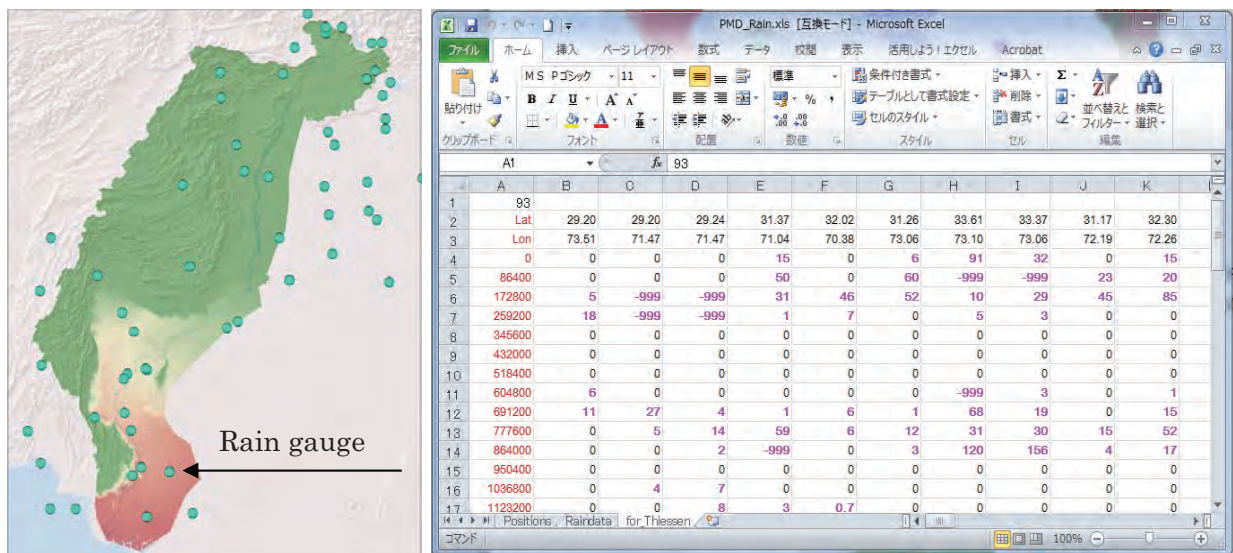 Rain gauge
PMD_Rain.xls [互換モード] - Microsoft Excel
ファイル ホーム 挿入 ページ レイアウト 数式 データ 校閲 表示 活用しよう！エクセル Acrobat
貼り付け
クリップボード
MS Pゴシック 11
B I U A A
フォント
配置
標準
% ,
数値
条件付き書式
テーブルとして書式設定
セルのスタイル
スタイル
挿入
削除
書式
セル
Σ
並べ替えと フィルター
検索と 選択
編集
A1 fx 93
A B C D E F G H I J K
1 93
2 Lat 29.20 29.20 29.24 31.37 32.02 31.26 33.61 33.37 31.17 32.30
3 Lon 73.51 71.47 71.47 71.04 70.38 73.06 73.10 73.06 72.19 72.26
4 0 0 0 0 15 0 6 91 32 0 15
5 86400 0 0 0 50 0 60 -999 -999 23 20
6 172800 5 -999 -999 31 46 52 10 29 45 85
7 259200 18 -999 -999 1 7 0 5 3 0 0
8 345600 0 0 0 0 0 0 0 0 0 0
9 432000 0 0 0 0 0 0 0 0 0 0
10 518400 0 0 0 0 0 0 0 0 0 0
11 604800 6 0 0 0 0 0 -999 3 0 1
12 691200 11 27 4 1 6 1 68 19 0 15
13 777600 0 5 14 59 6 12 31 30 15 52
14 864000 0 0 2 -999 0 3 120 156 4 17
15 950400 0 0 0 0 0 0 0 0 0 0
16 1036800 0 4 7 0 0 0 0 0 0 0
17 1123200 0 0 8 3 0.7 0 0 0 0 0
Positions Raindata for_Thiessen
コマンド 100%